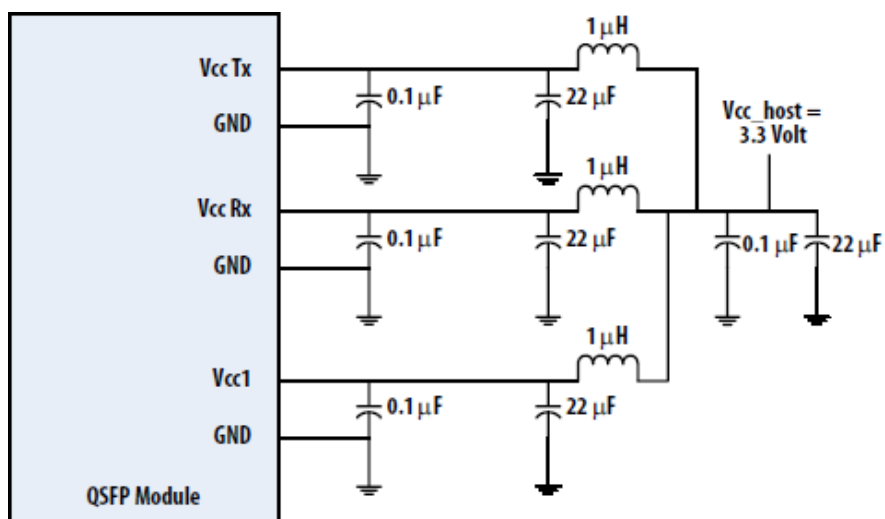 1 μH
Vcc Tx
0.1 μF
22 μF
GND
Vcc_host =
3.3 Volt
1 μH
Vcc Rx
0.1 μF
22 μF
0.1 μF
22 μF
GND
1 μH
Vcc1
0.1 μF
22 μF
GND
QSFP Module